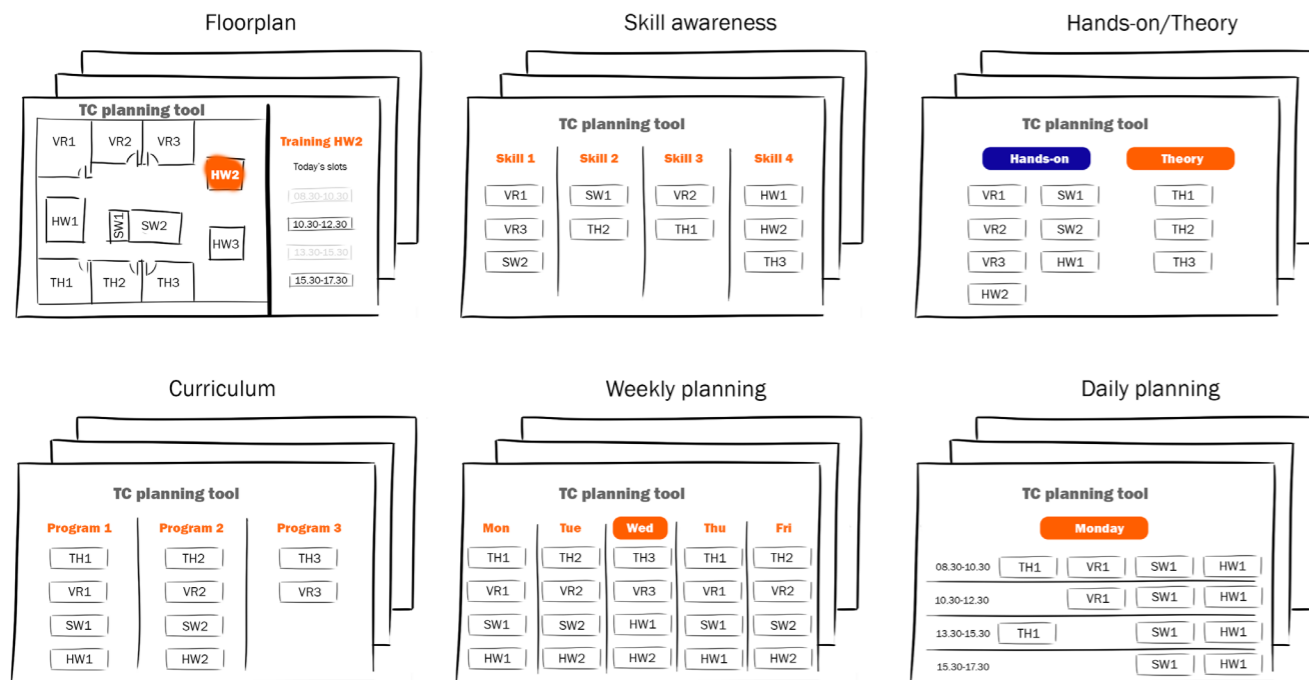 Floorplan
TC planning tool
VR1 VR2 VR3
HW2
HW1 SW1 SW2
HW3
TH1 TH2 TH3
Training HW2
Today's slots
08.30-10.30
10.30-12.30
13.30-15.30
15.30-17.30
Skill awareness
TC planning tool
Skill 1 Skill 2 Skill 3 Skill 4
VR1 SW1 VR2 HW1
VR3 TH2 TH1 HW2
SW2 TH3
Hands-on/Theory
TC planning tool
Hands-on Theory
VR1 SW1 TH1
VR2 SW2 TH2
VR3 HW1 TH3
HW2
Curriculum
TC planning tool
Program 1 Program 2 Program 3
TH1 TH2 TH3
VR1 VR2 VR3
SW1 SW2
HW1 HW2
Weekly planning
TC planning tool
Mon Tue Wed Thu Fri
TH1 TH2 TH3 TH1 TH2
VR1 VR2 VR3 VR1 VR2
SW1 SW2 HW1 SW1 SW2
HW1 HW2 HW2 HW1 HW2
Daily planning
TC planning tool
Monday
08.30-10.30 TH1 VR1 SW1 HW1
10.30-12.30 VR1 SW1 HW1
13.30-15.30 TH1 SW1 HW1
15.30-17.30 SW1 HW1